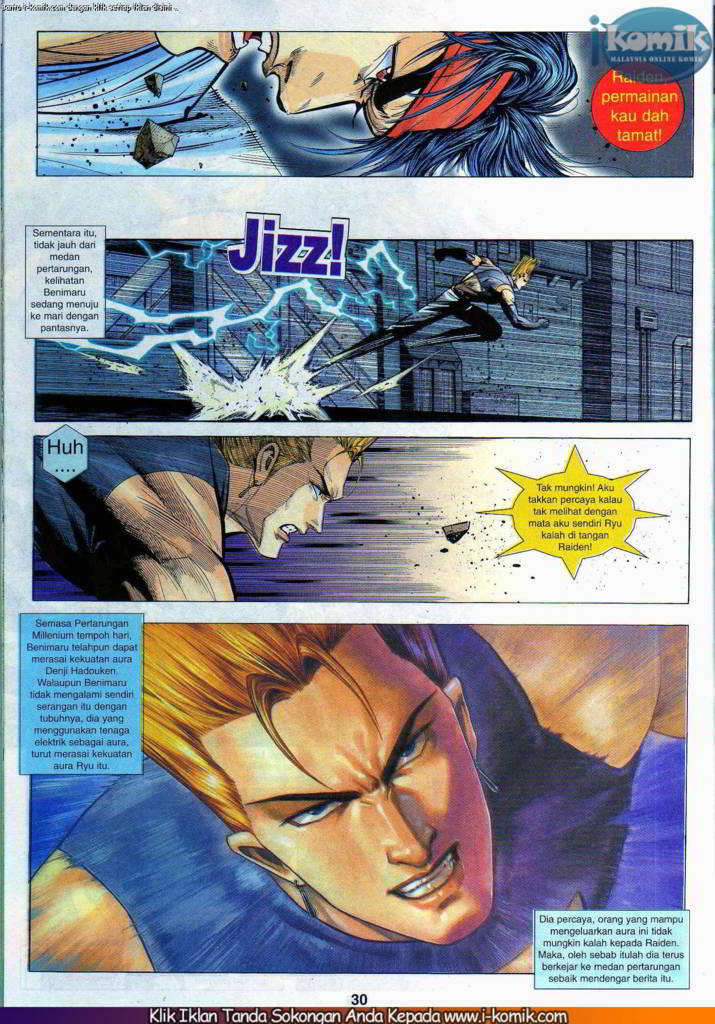 ikomik
MALAYSIA ONLINE KOMIK
Raiden,
permainan
kau dah
tamat!
Sementara itu,
tidak jauh dari
medan
pertarungan,
kelihatan
Benimaru
sedang menuju
ke mari dengan
pantasnya.
Jizz!
Huh
....
Tak mungkin! Aku
takkan percaya kalau
tak melihat dengan
mata aku sendiri Ryu
kalah di tangan
Raiden!
Semasa Pertarungan
Millenium tempoh hari,
Benimaru telahpun dapat
merasai kekuatan aura
Denji Hadouken.
Walaupun Benimaru
tidak mengalami sendiri
serangan itu dengan
tubuhnya, dia yang
menggunakan tenaga
elektrik sebagai aura,
turut merasai kekuatan
aura Ryu itu.
Dia percaya, orang yang mampu
mengeluarkan aura ini tidak
mungkin kalah kepada Raiden.
Maka, oleh sebab itulah dia terus
berkejar ke medan pertarungan
sebaik mendengar berita itu.
30
Klik Iklan Tanda Sokongan Anda Kepada www.i-komik.com